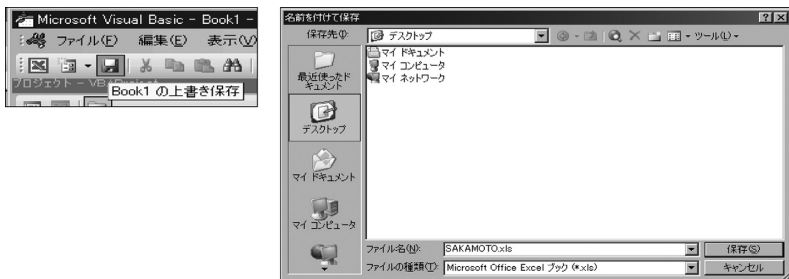 Microsoft Visual Basic - Book1 -
ファイル(F) 編集(E) 表示(V)
Book1 の上書き保存
名前を付けて保存
保存先(I):
デスクトップ
ツール(L)
最近使ったド
キュメント
デスクトップ
マイ ドキュメント
マイ コンピュータ
マイ ドキュメント
マイ コンピュータ
マイ ネットワーク
ファイル名(N):
SAKAMOTO.xls
保存(S)
ファイルの種類(T):
Microsoft Office Excel ブック (*.xls)
キャンセル